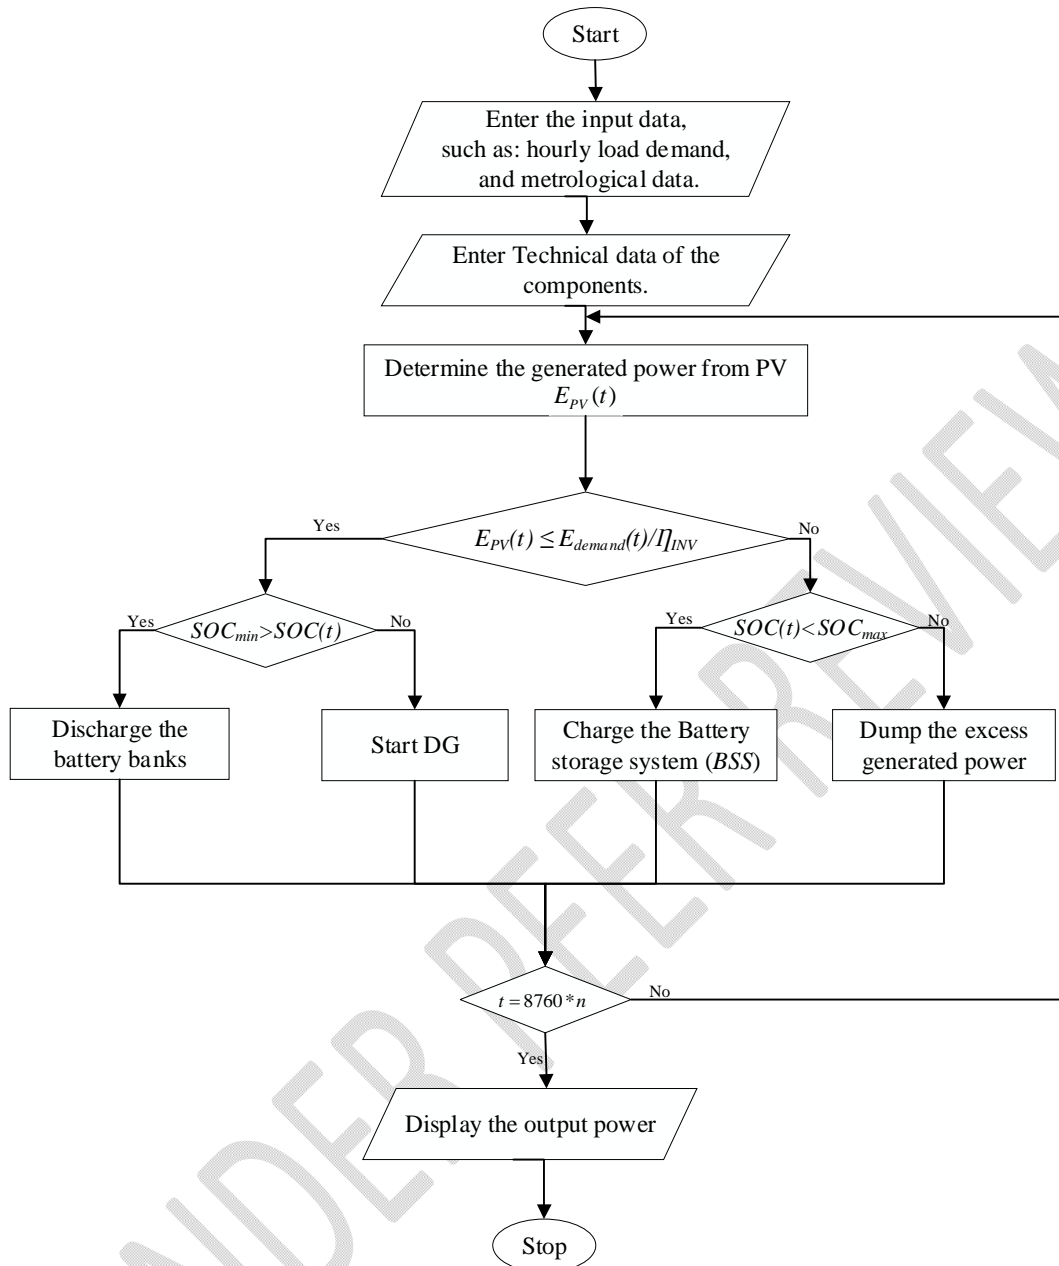 Start
Enter the input data,
such as: hourly load demand,
and metrological data.
Enter Technical data of the
components.
Determine the generated power from PV
E_PV(t)
Yes
E_PV(t) ≤ E_demand(t)/η_INV
No
Yes
SOC_min>SOC(t)
No
Yes
SOC(t)<SOC_max
No
Discharge the
battery banks
Start DG
Charge the Battery
storage system (BSS)
Dump the excess
generated power
t = 8760 * n
No
Yes
Display the output power
Stop
UNDER PEER REVIEW